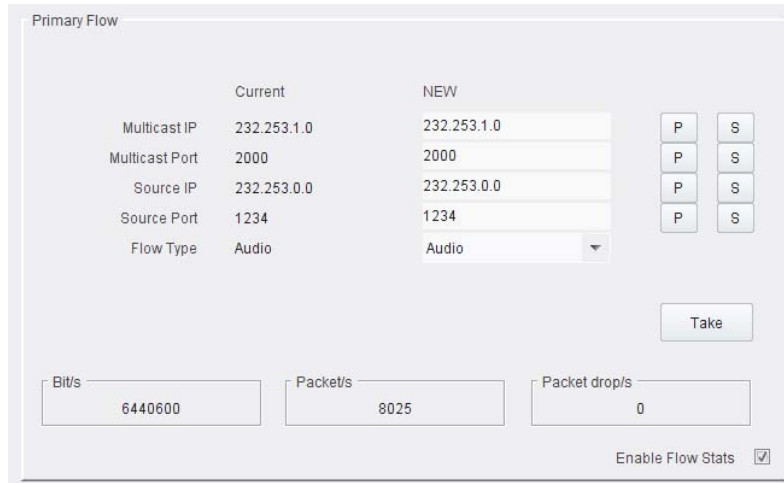 Primary Flow
Current NEW
Multicast IP 232.253.1.0 232.253.1.0 P S
Multicast Port 2000 2000 P S
Source IP 232.253.0.0 232.253.0.0 P S
Source Port 1234 1234 P S
Flow Type Audio Audio
Take
Bit/s Packet/s Packet drop/s
6440600 8025 0
Enable Flow Stats